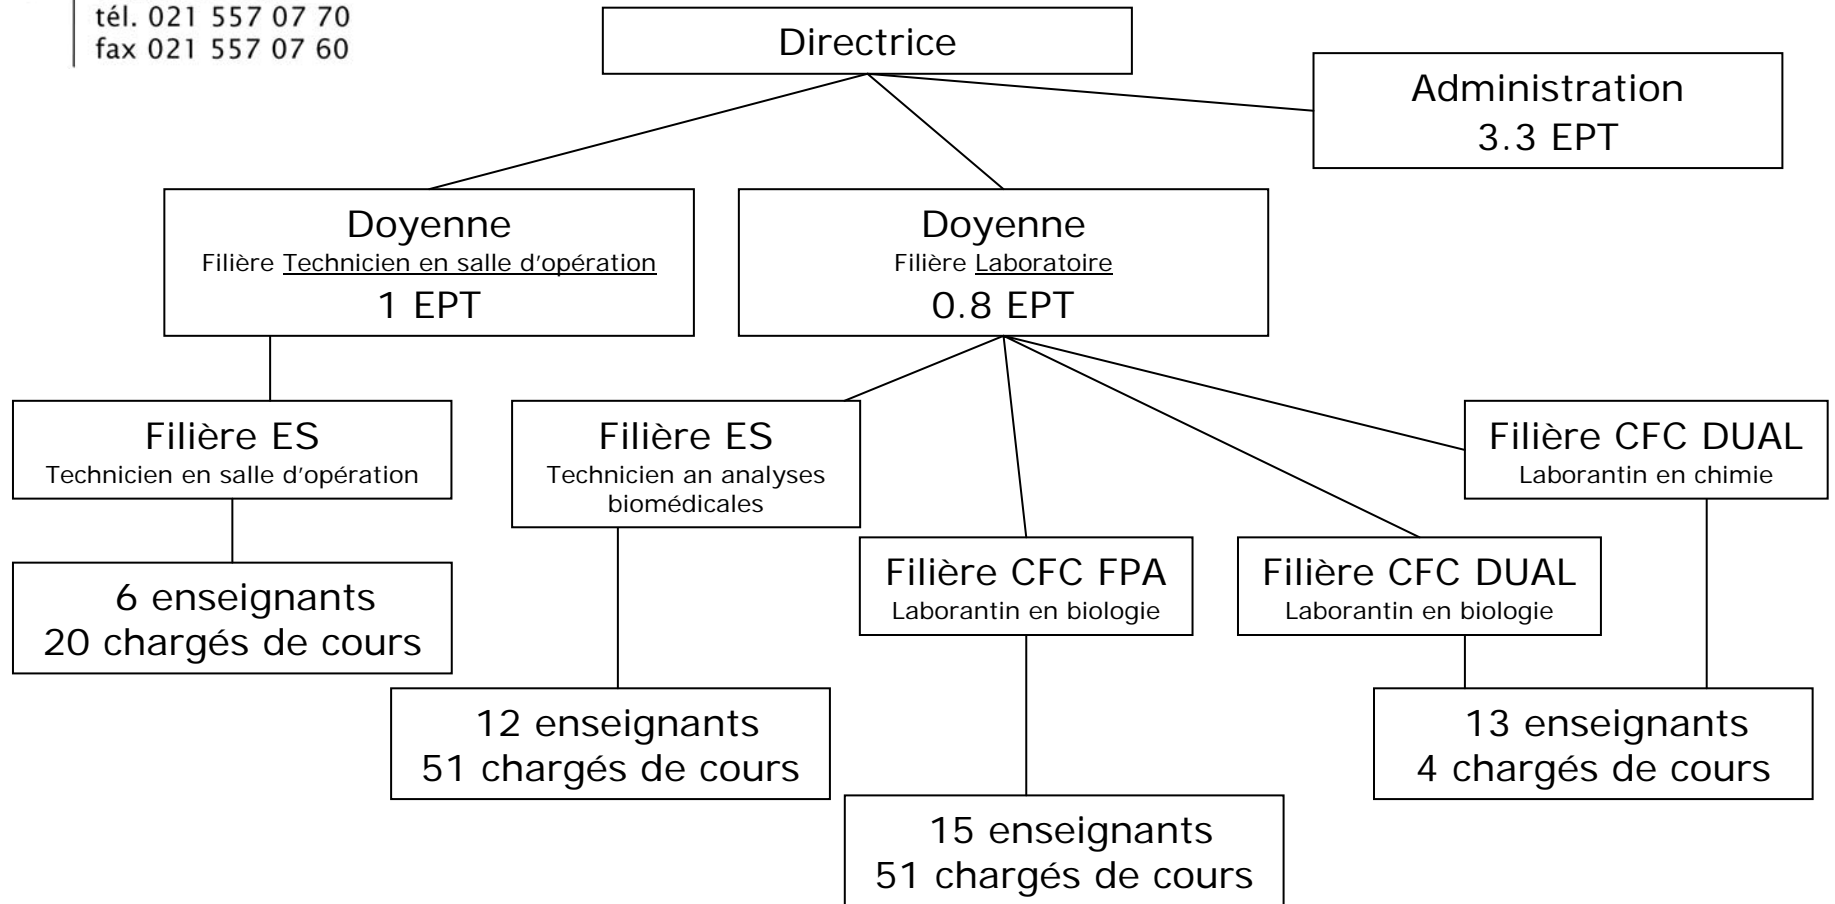 tél. 021 557 07 70
fax 021 557 07 60
Directrice
Administration
3.3 EPT
Doyenne
Filière Technicien en salle d'opération
1 EPT
Doyenne
Filière Laboratoire
0.8 EPT
Filière ES
Technicien en salle d'opération
Filière ES
Technicien an analyses
biomédicales
Filière CFC DUAL
Laborantin en chimie
Filière CFC FPA
Laborantin en biologie
Filière CFC DUAL
Laborantin en biologie
6 enseignants
20 chargés de cours
12 enseignants
51 chargés de cours
13 enseignants
4 chargés de cours
15 enseignants
51 chargés de cours